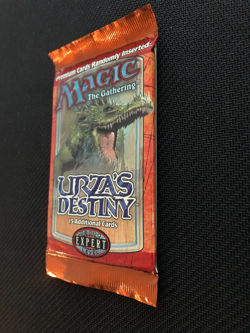 Premium Cards Randomly Inserted.
MAGIC
The Gathering
URZA'S
DESTINY
15 Additional Cards
EXPERT